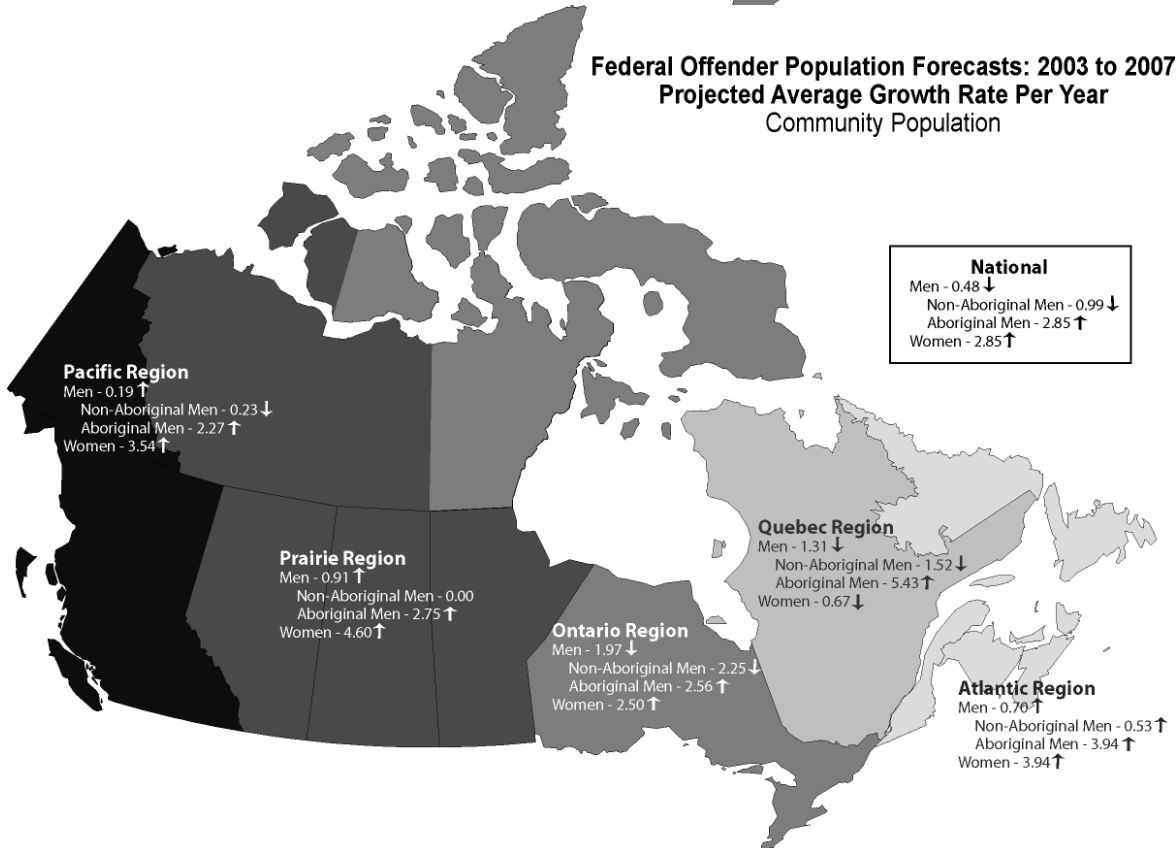 Federal Offender Population Forecasts: 2003 to 2007
Projected Average Growth Rate Per Year
Community Population
National
Men - 0.48 ↓
Non-Aboriginal Men - 0.99 ↓
Aboriginal Men - 2.85 ↑
Women - 2.85 ↑
Pacific Region
Men - 0.19 ↑
Non-Aboriginal Men - 0.23 ↓
Aboriginal Men - 2.27 ↑
Women - 3.54 ↑
Prairie Region
Men - 0.91 ↑
Non-Aboriginal Men - 0.00
Aboriginal Men - 2.75 ↑
Women - 4.60 ↑
Ontario Region
Men - 1.97 ↓
Non-Aboriginal Men - 2.25 ↓
Aboriginal Men - 2.56 ↑
Women - 2.50 ↑
Quebec Region
Men - 1.31 ↓
Non-Aboriginal Men - 1.52 ↓
Aboriginal Men - 5.43 ↑
Women - 0.67 ↓
Atlantic Region
Men - 0.70 ↑
Non-Aboriginal Men - 0.53 ↑
Aboriginal Men - 3.94 ↑
Women - 3.94 ↑